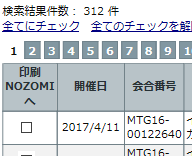 検索結果件数： 312 件
全てにチェック 全てのチェックを解
1 2 3 4 5 6 7 8 9
印刷 NOZOMI へ 開催日 会合番号
2017/4/11 MTG16-00122640